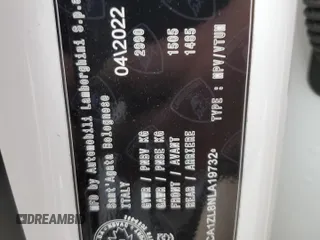 MFD by Automobili Lamborghini S.p.A
Sant'Agata Bolognese
ITALY 04\2022
GVWR / PNBV KG 2900
GAWR / PNBE KG
FRONT / AVANT 1505
REAR / ARRIERE 1485
TYPE: MPV/VTUM
AUTOBIDMASTER